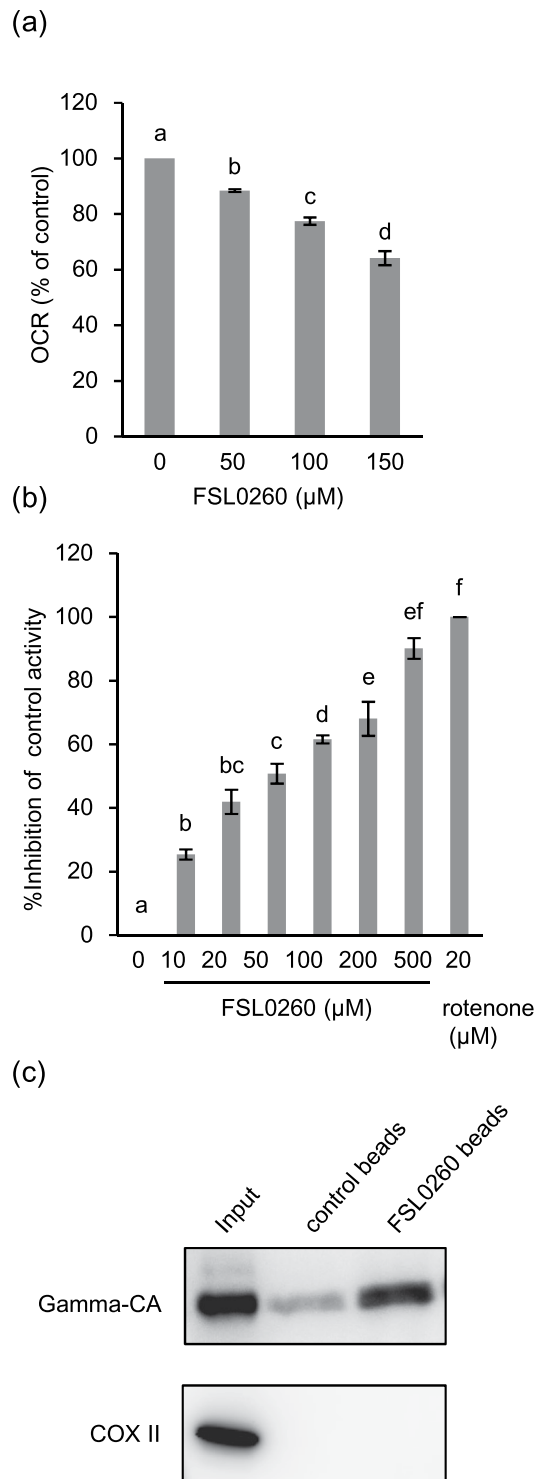 (a)
120
a
100
b
c
80
d
60
40
20
0
OCR (% of control)
0 50 100 150
FSL0260 (µM)
(b)
120
f
100
ef
80
e
d
60
c
bc
40
b
20
a
0
%Inhibition of control activity
0 10 20 50 100 200 500 20
FSL0260 (µM)
rotenone
(µM)
(c)
Input
control beads
FSL0260 beads
Gamma-CA
COX II